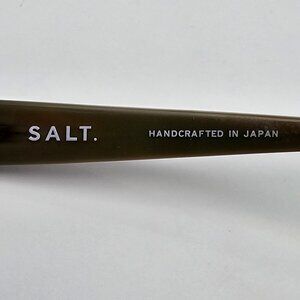 SALT. HANDCRAFTED IN JAPAN